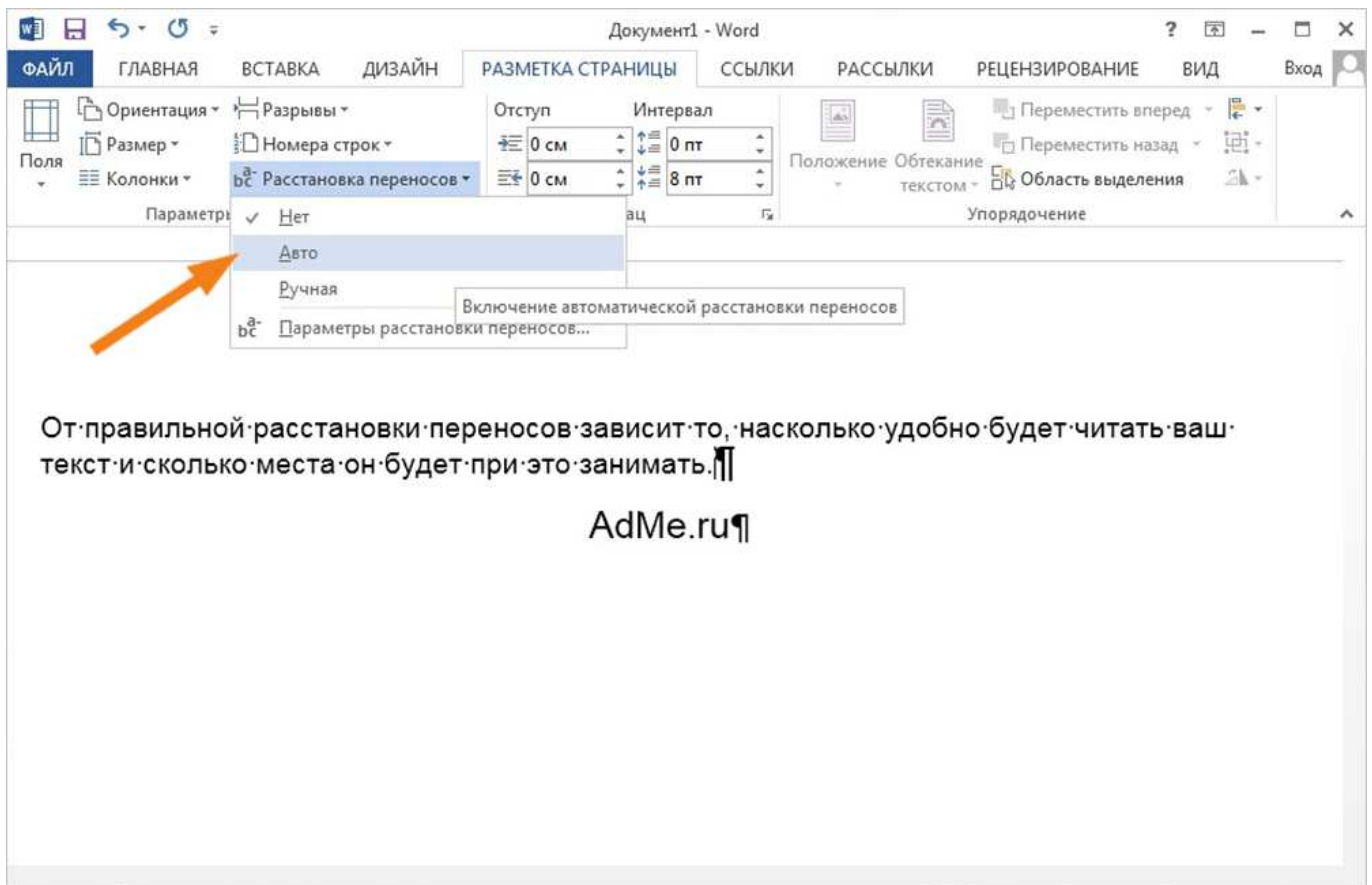 Документ1 - Word
ФАЙЛ ГЛАВНАЯ ВСТАВКА ДИЗАЙН РАЗМЕТКА СТРАНИЦЫ ССЫЛКИ РАССЫЛКИ РЕЦЕНЗИРОВАНИЕ ВИД Вход
Ориентация Разрывы Отступ Интервал Переместить вперед
Размер Номера строк 0 см 0 пт Переместить назад
Поля Положение Обтекание текстом
Колонки Расстановка переносов 0 см 8 пт Область выделения
Параметры ац Упорядочение
Нет
Авто
Ручная
Включение автоматической расстановки переносов
Параметры расстановки переносов...
От·правильной·расстановки·переносов·зависит·то,·насколько·удобно·будет·читать·ваш·
текст·и·сколько·места·он·будет·при·это·занимать.¶
AdMe.ru¶